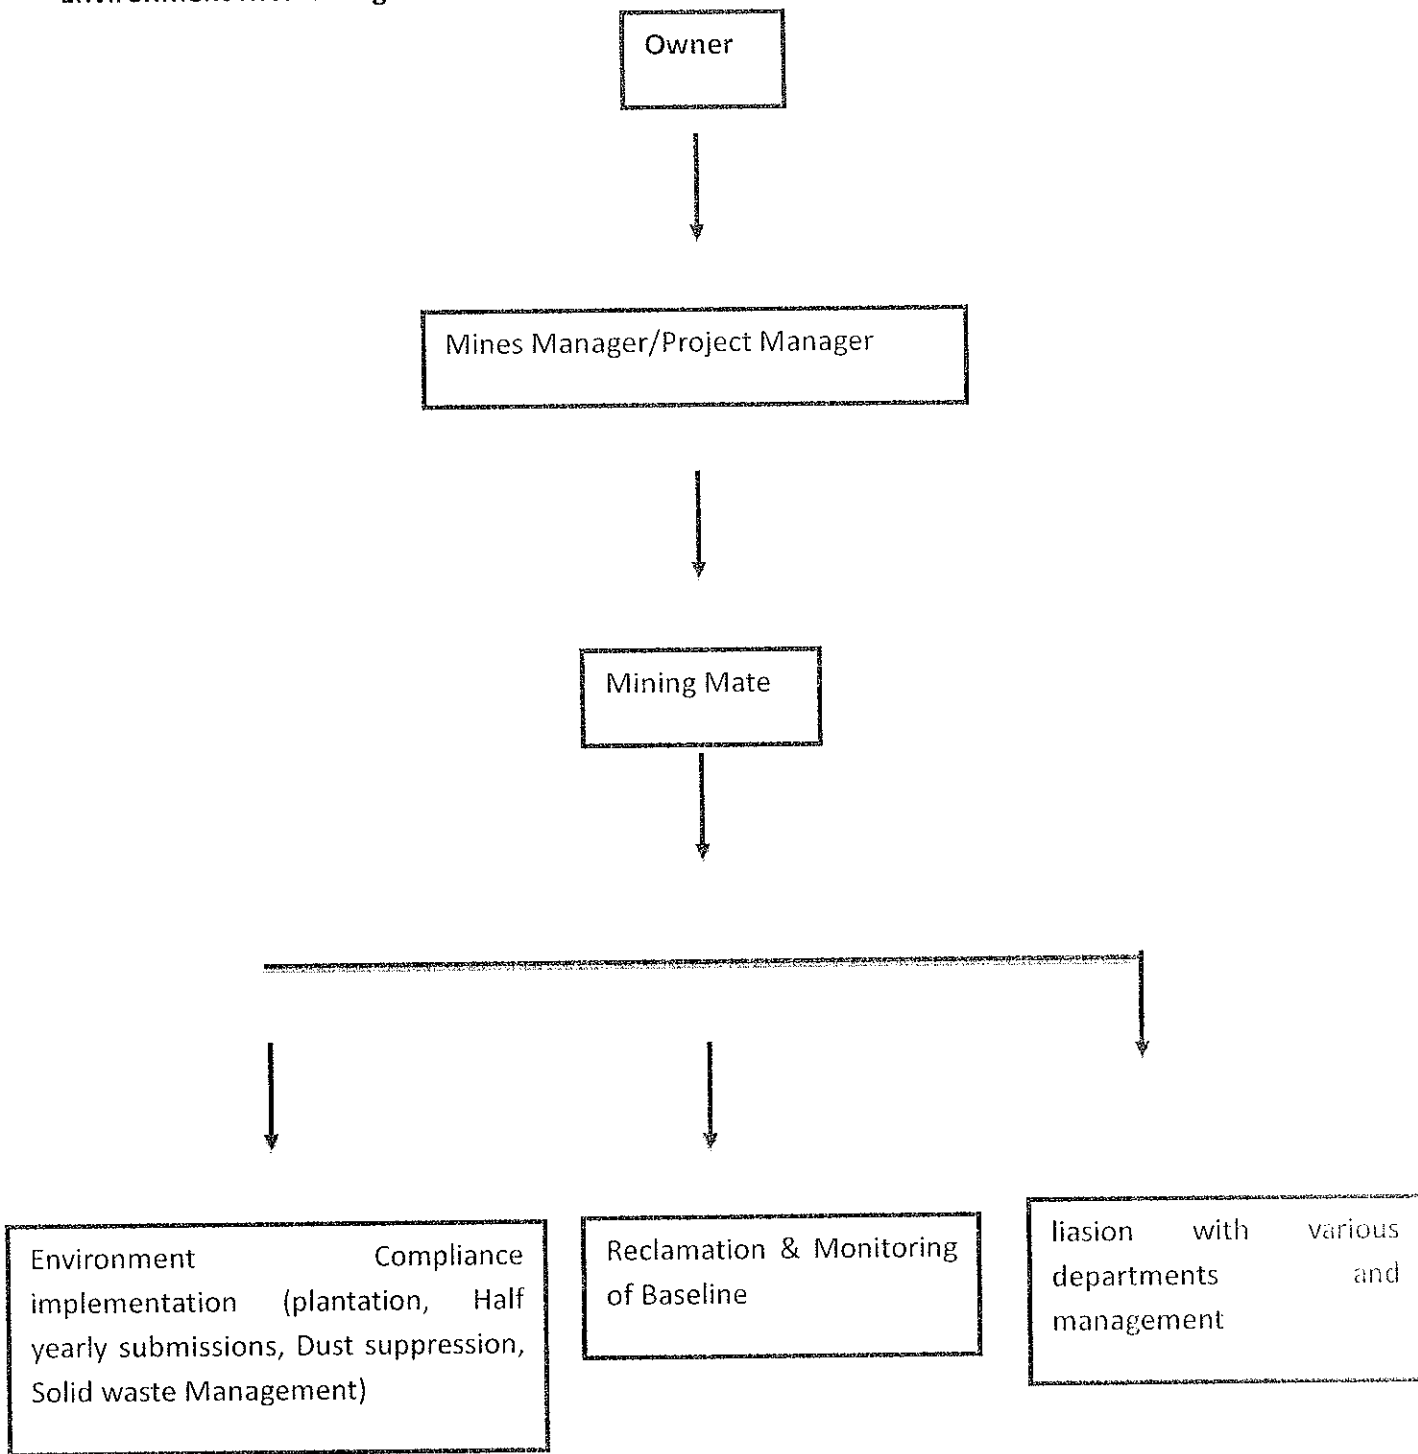 Owner
Mines Manager/Project Manager
Mining Mate
Environment Compliance
implementation (plantation, Half
yearly submissions, Dust suppression,
Solid waste Management)
Reclamation & Monitoring
of Baseline
liasion with various
departments and
management